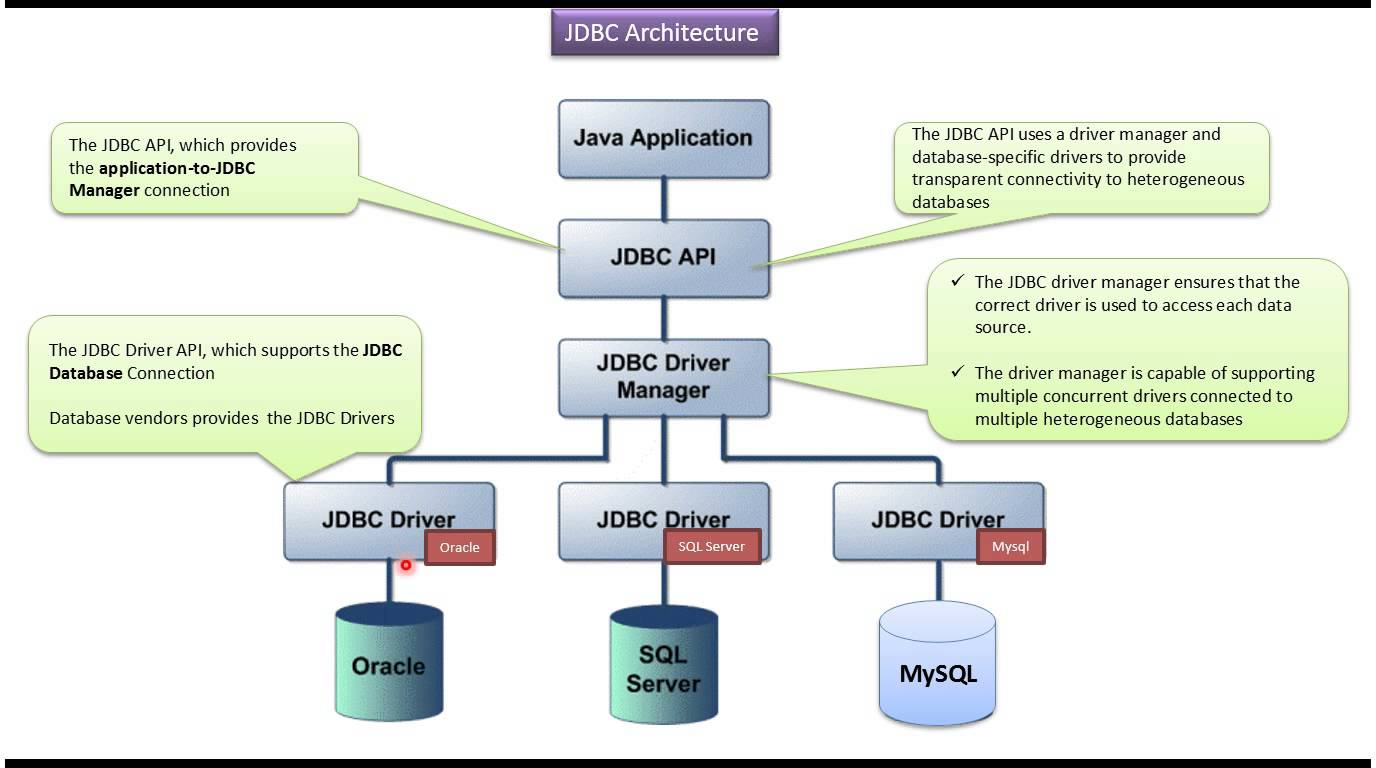 JDBC Architecture
Java Application
The JDBC API, which provides
the application-to-JDBC
Manager connection
The JDBC API uses a driver manager and
database-specific drivers to provide
transparent connectivity to heterogeneous
databases
JDBC API
✓ The JDBC driver manager ensures that the
correct driver is used to access each data
source.
✓ The driver manager is capable of supporting
multiple concurrent drivers connected to
multiple heterogeneous databases
The JDBC Driver API, which supports the JDBC
Database Connection
Database vendors provides  the JDBC Drivers
JDBC Driver
Manager
JDBC Driver
Oracle
JDBC Driver
SQL Server
JDBC Driver
Mysql
Oracle
SQL
Server
MySQL